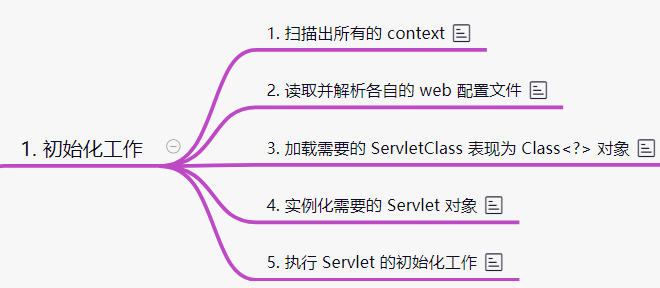 1. 扫描出所有的 context
2. 读取并解析各自的 web 配置文件
1. 初始化工作
3. 加载需要的 ServletClass 表现为 Class<?> 对象
4. 实例化需要的 Servlet 对象
5. 执行 Servlet 的初始化工作